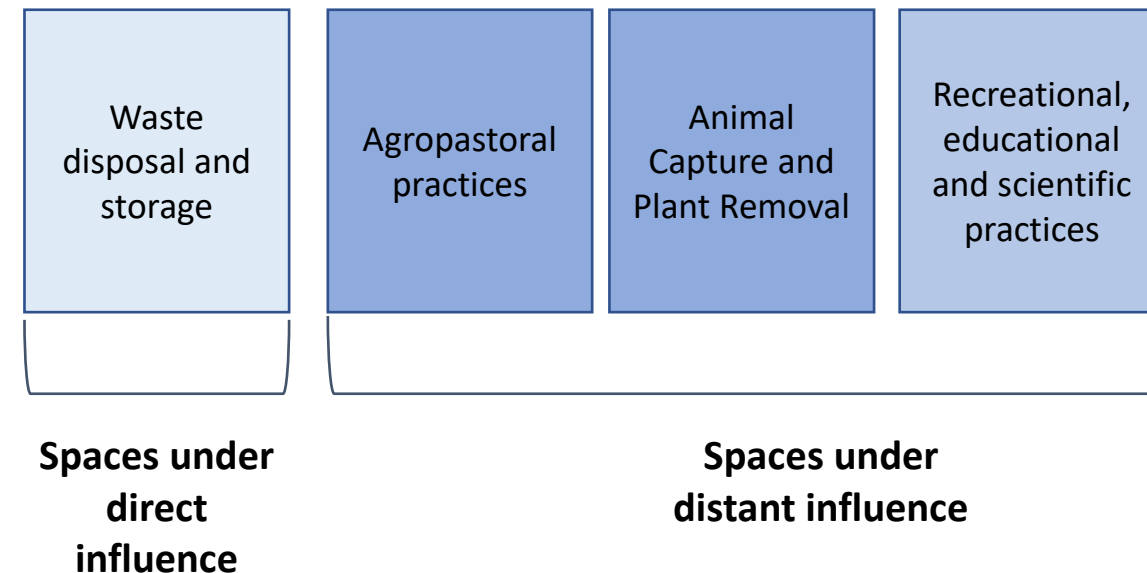 Waste
disposal and
storage
Agropastoral
practices
Animal
Capture and
Plant Removal
Recreational,
educational
and scientific
practices
Spaces under
direct
influence
Spaces under
distant influence